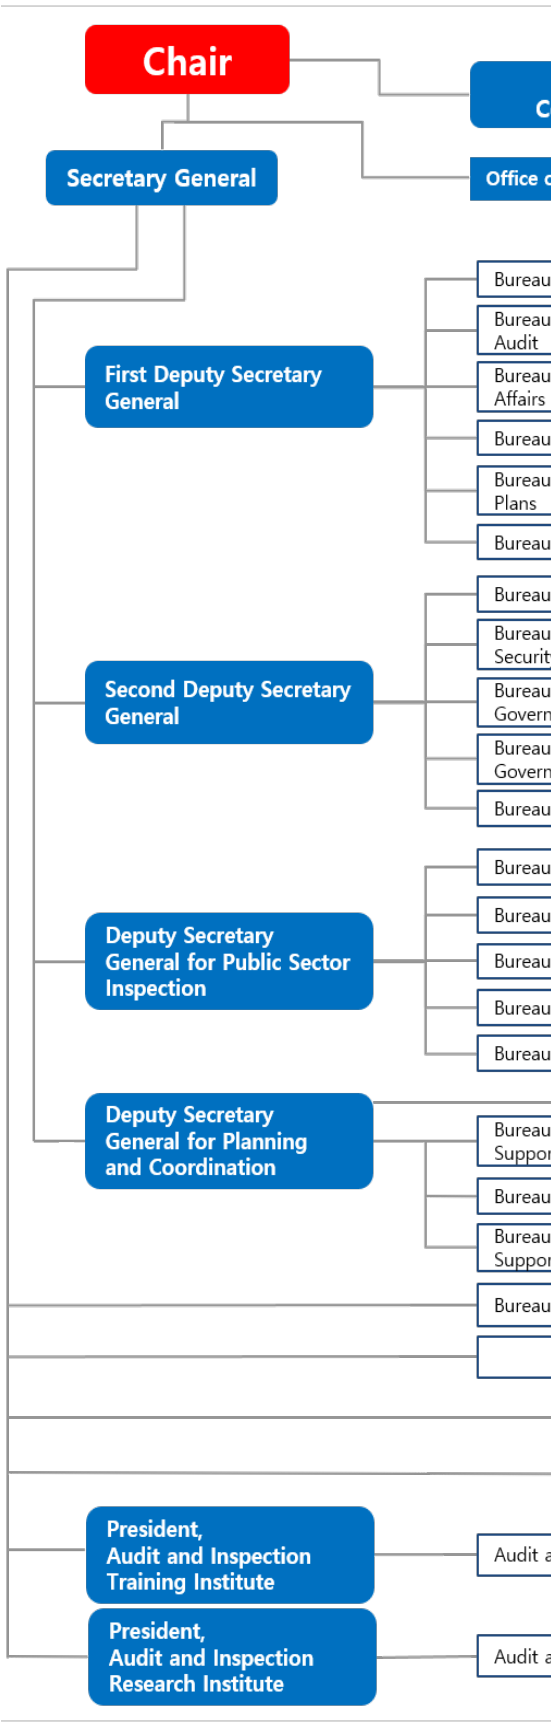 Chair
Secretary General
Office
Bureau
Bureau
Audit
Bureau
Affairs
First Deputy Secretary
General
Bureau
Bureau
Plans
Bureau
Bureau
Bureau
Bureau
Second Deputy Secretary
General
Bureau
Bureau
Bureau
Bureau
Deputy Secretary
General for Public Sector
Inspection
Bureau
Bureau
Bureau
Deputy Secretary
General for Planning
and Coordination
Bureau
Bureau
Bureau
Bureau
President,
Audit and Inspection
Training Institute
Audit
President,
Audit and Inspection
Research Institute
Audit